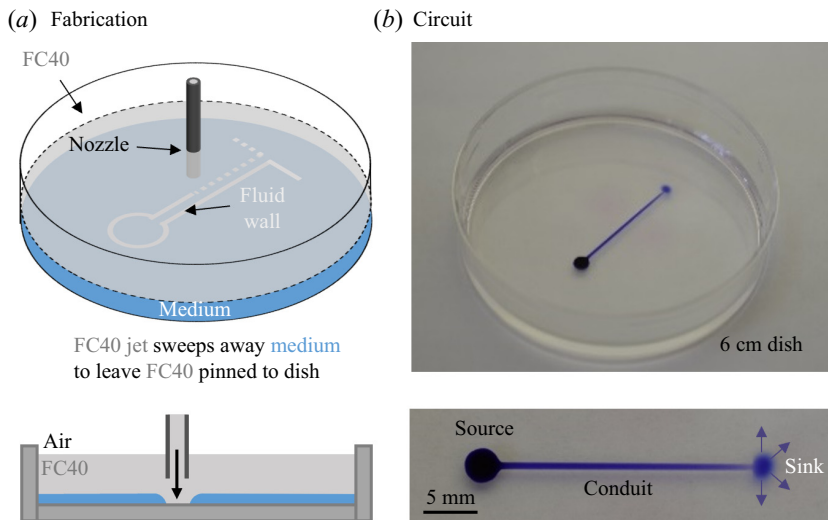 (a) Fabrication
FC40
Nozzle
Fluid
wall
Medium
FC40 jet sweeps away medium
to leave FC40 pinned to dish
Air
FC40
(b) Circuit
6 cm dish
Source
Sink
Conduit
5 mm